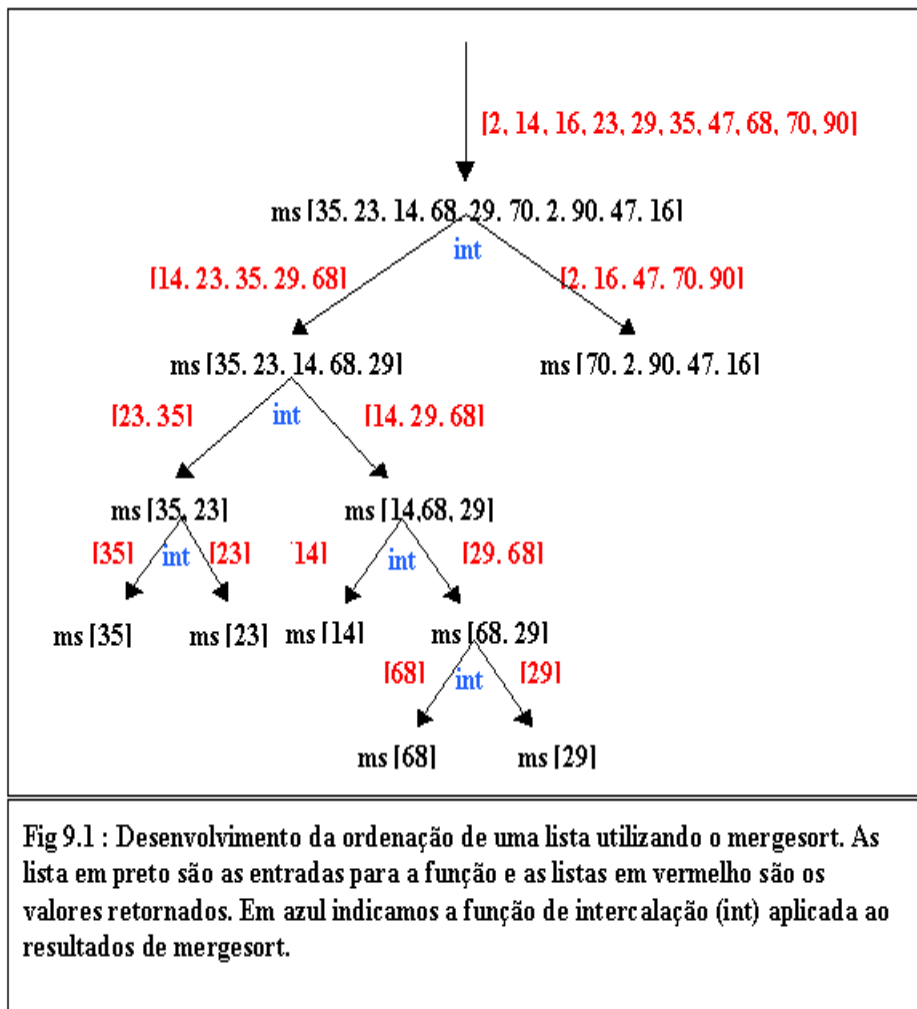 [2, 14, 16, 23, 29, 35, 47, 68, 70, 90]
ms [35. 23. 14. 68. 29. 70. 2. 90. 47. 16]
int
[14. 23. 35. 29. 68]
[2. 16. 47. 70. 90]
ms [35. 23. 14. 68. 29]
ms [70. 2. 90. 47. 16]
[23. 35]
int
[14. 29. 68]
ms [35, 23]
ms [14,68, 29]
[35]
int
[23]
[14]
int
[29. 68]
ms [35]
ms [23]
ms [14]
ms [68. 29]
[68]
int
[29]
ms [68]
ms [29]
Fig 9.1 : Desenvolvimento da ordenação de uma lista utilizando o mergesort. As
lista em preto são as entradas para a função e as listas em vermelho são os
valores retornados. Em azul indicamos a função de intercalação (int) aplicada ao
resultados de mergesort.